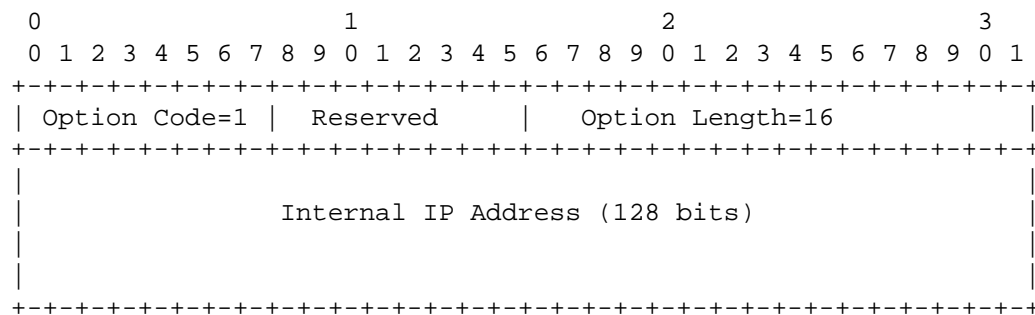 0                   1                   2                   3
 0 1 2 3 4 5 6 7 8 9 0 1 2 3 4 5 6 7 8 9 0 1 2 3 4 5 6 7 8 9 0 1
+-+-+-+-+-+-+-+-+-+-+-+-+-+-+-+-+-+-+-+-+-+-+-+-+-+-+-+-+-+-+-+-+
| Option Code=1 |  Reserved     |   Option Length=16            |
+-+-+-+-+-+-+-+-+-+-+-+-+-+-+-+-+-+-+-+-+-+-+-+-+-+-+-+-+-+-+-+-+
|                                                               |
|                Internal IP Address (128 bits)                 |
|                                                               |
|                                                               |
+-+-+-+-+-+-+-+-+-+-+-+-+-+-+-+-+-+-+-+-+-+-+-+-+-+-+-+-+-+-+-+-+